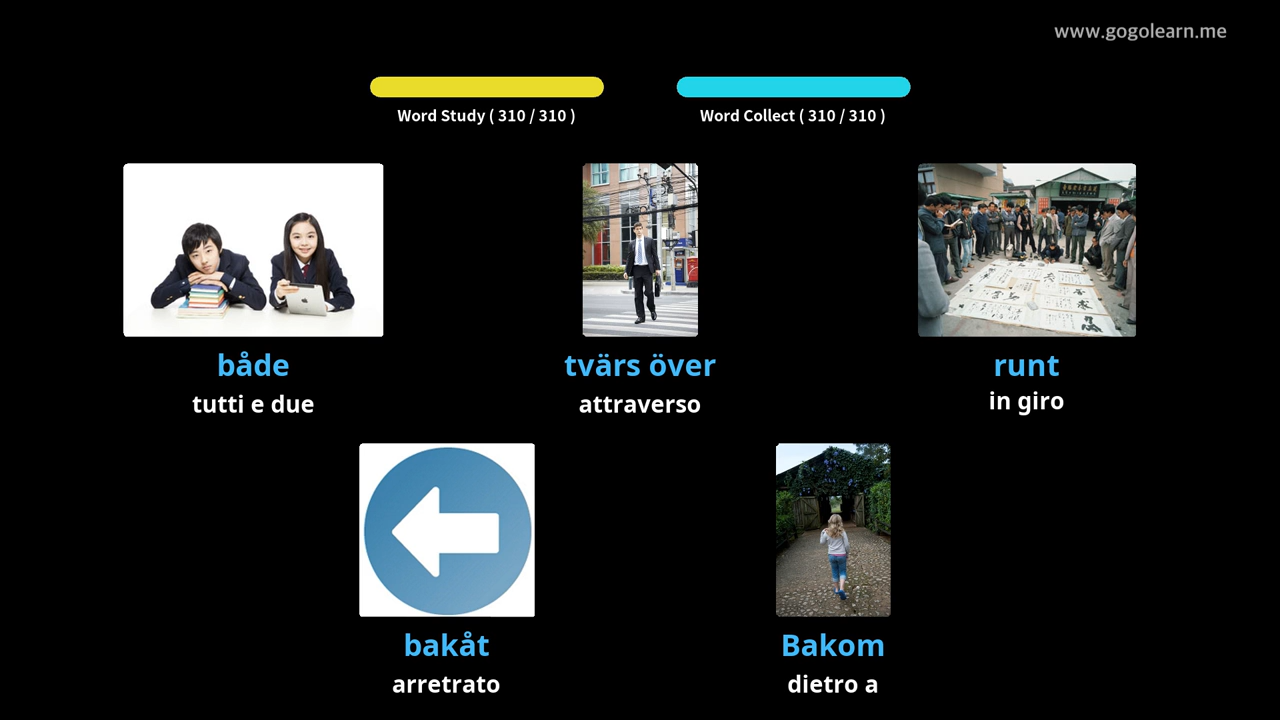 www.gogolearn.me
Word Study ( 310 / 310 )
Word Collect ( 310 / 310 )
både
tutti e due
tvärs över
attraverso
runt
in giro
bakåt
arretrato
Bakom
dietro a